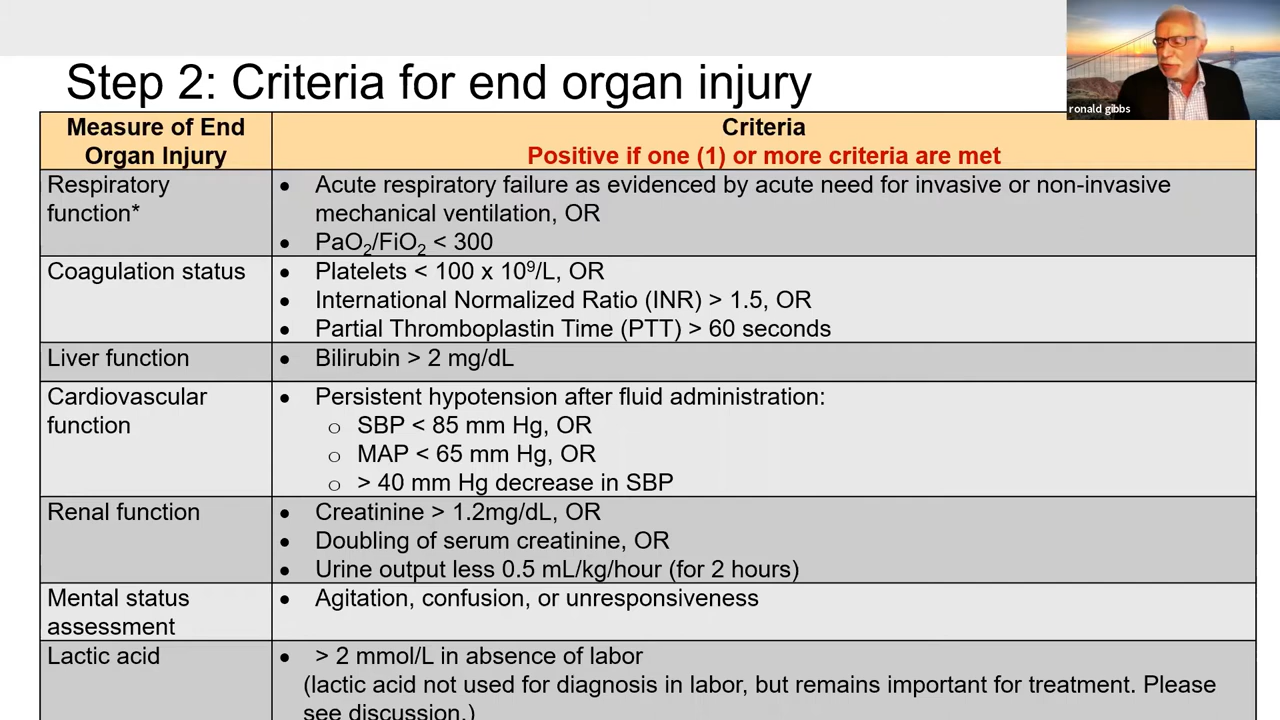 ronald gibbs
Step 2: Criteria for end organ injury
Measure of End
Organ Injury
Criteria
Positive if one (1) or more criteria are met
Respiratory
function*
• Acute respiratory failure as evidenced by acute need for invasive or non-invasive
mechanical ventilation, OR
• PaO₂/FiO₂ < 300
Coagulation status
• Platelets < 100 x 10⁹/L, OR
• International Normalized Ratio (INR) > 1.5, OR
• Partial Thromboplastin Time (PTT) > 60 seconds
Liver function
• Bilirubin > 2 mg/dL
Cardiovascular
function
• Persistent hypotension after fluid administration:
o SBP < 85 mm Hg, OR
o MAP < 65 mm Hg, OR
o > 40 mm Hg decrease in SBP
Renal function
• Creatinine > 1.2mg/dL, OR
• Doubling of serum creatinine, OR
• Urine output less 0.5 mL/kg/hour (for 2 hours)
Mental status
assessment
• Agitation, confusion, or unresponsiveness
Lactic acid
• > 2 mmol/L in absence of labor
(lactic acid not used for diagnosis in labor, but remains important for treatment. Please
see discussion.)